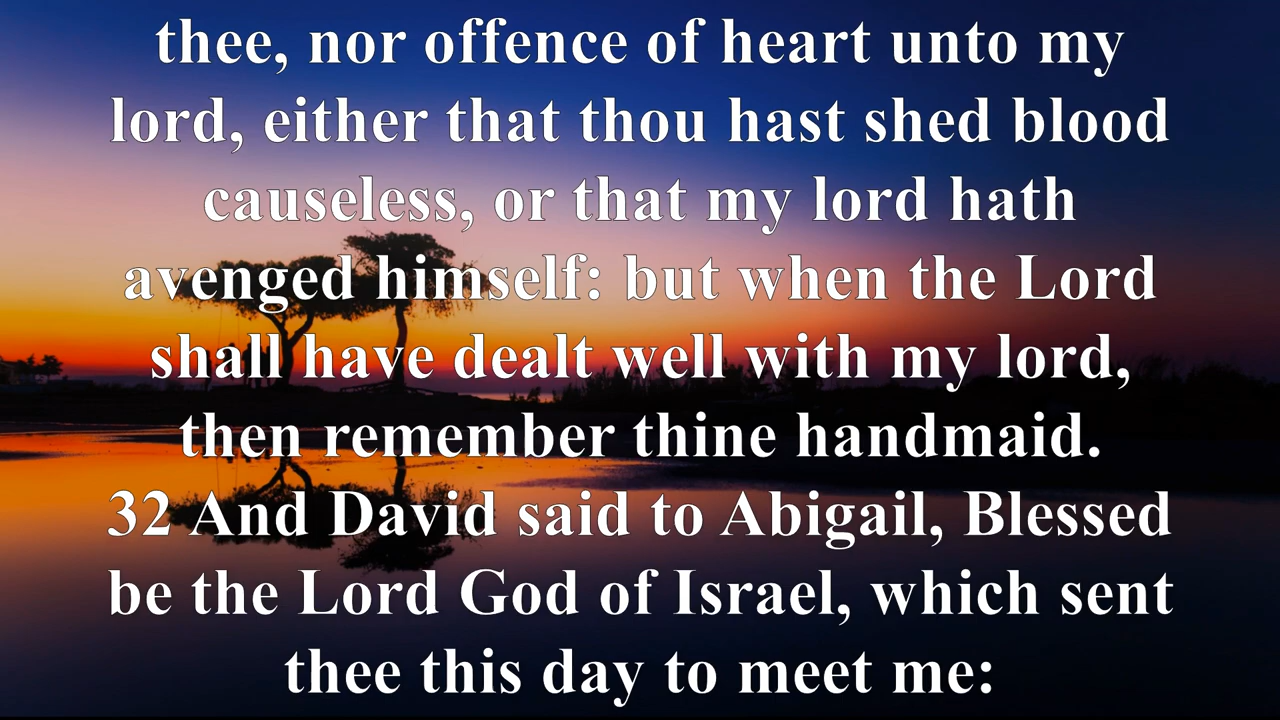 thee, nor offence of heart unto my
lord, either that thou hast shed blood
causeless, or that my lord hath
avenged himself: but when the Lord
shall have dealt well with my lord,
then remember thine handmaid.
32 And David said to Abigail, Blessed
be the Lord God of Israel, which sent
thee this day to meet me: